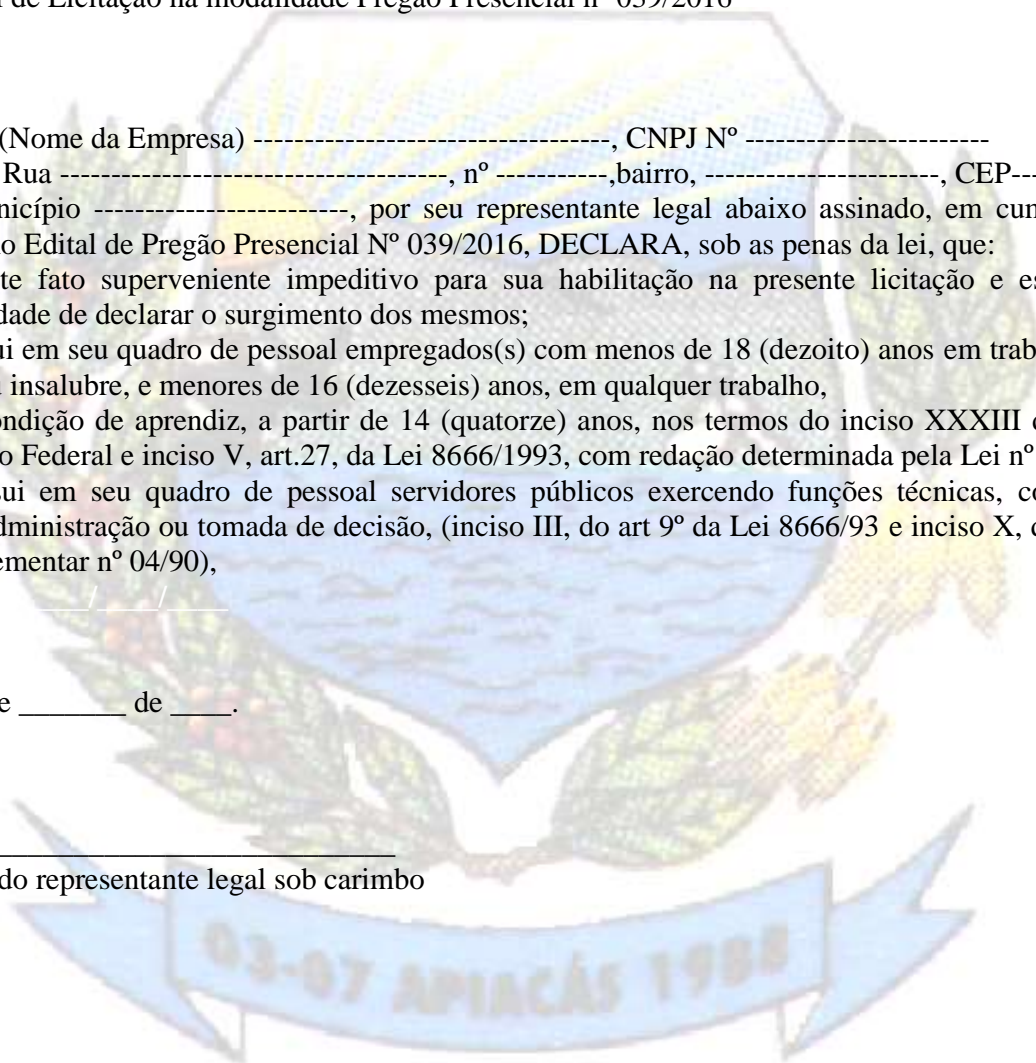 de Licitação na modalidade Pregão Presencial nº 039/2016
(Nome da Empresa) -----------------------------------, CNPJ Nº ------------------------
Rua --------------------------------------, nº -----------,bairro, -----------------------, CEP---
nicípio -------------------------, por seu representante legal abaixo assinado, em cum
o Edital de Pregão Presencial Nº 039/2016, DECLARA, sob as penas da lei, que:
te fato superveniente impeditivo para sua habilitação na presente licitação e es
dade de declarar o surgimento dos mesmos;
ui em seu quadro de pessoal empregados(s) com menos de 18 (dezoito) anos em trab
insalubre, e menores de 16 (dezesseis) anos, em qualquer trabalho,
ondição de aprendiz, a partir de 14 (quatorze) anos, nos termos do inciso XXXIII d
o Federal e inciso V, art.27, da Lei 8666/1993, com redação determinada pela Lei nº
sui em seu quadro de pessoal servidores públicos exercendo funções técnicas, co
dministração ou tomada de decisão, (inciso III, do art 9º da Lei 8666/93 e inciso X, d
ementar nº 04/90),
____/____/____
e _______ de ____.
__________________________
do representante legal sob carimbo
03-07 APIACÁS 1988